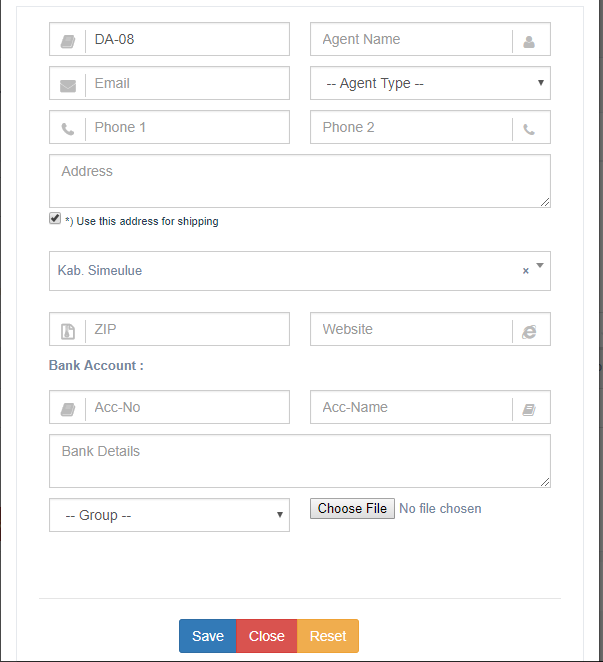 DA-08 Agent Name
Email -- Agent Type --
Phone 1 Phone 2
Address
*) Use this address for shipping
Kab. Simeulue ×
ZIP Website
Bank Account :
Acc-No Acc-Name
Bank Details
-- Group -- Choose File No file chosen
Save Close Reset